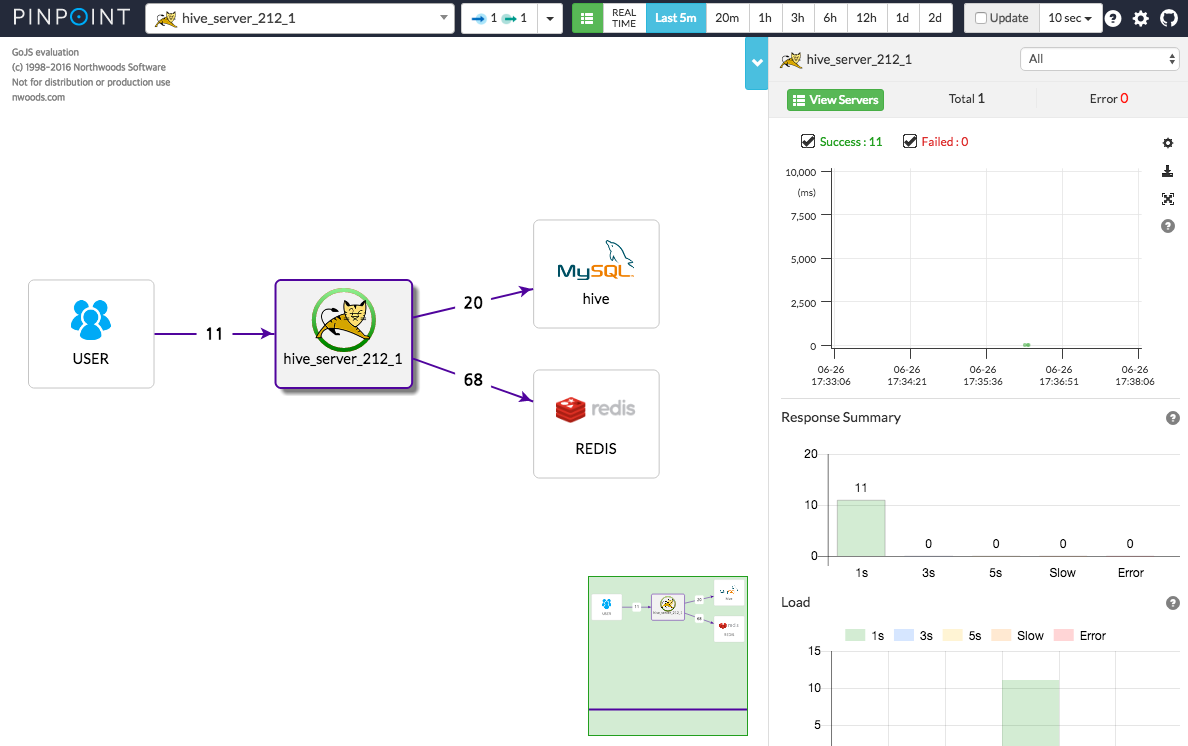 PINPOINT hive_server_212_1 1 1 REAL TIME Last 5m 20m 1h 3h 6h 12h 1d 2d Update 10 sec
GoJS evaluation
(c) 1998-2016 Northwoods Software
Not for distribution or production use
nwoods.com
USER
11
hive_server_212_1
20
68
MySQL
hive
redis
REDIS
20
68
11
hive_server_212_1
All
View Servers Total 1 Error 0
Success : 11 Failed : 0
10,000
(ms)
7,500
5,000
2,500
0
06-26 06-26 06-26 06-26 06-26
17:33:06 17:34:21 17:35:36 17:36:51 17:38:06
Response Summary
20
11
10
0 0 0 0
0
1s 3s 5s Slow Error
Load
1s 3s 5s Slow Error
15
10
5